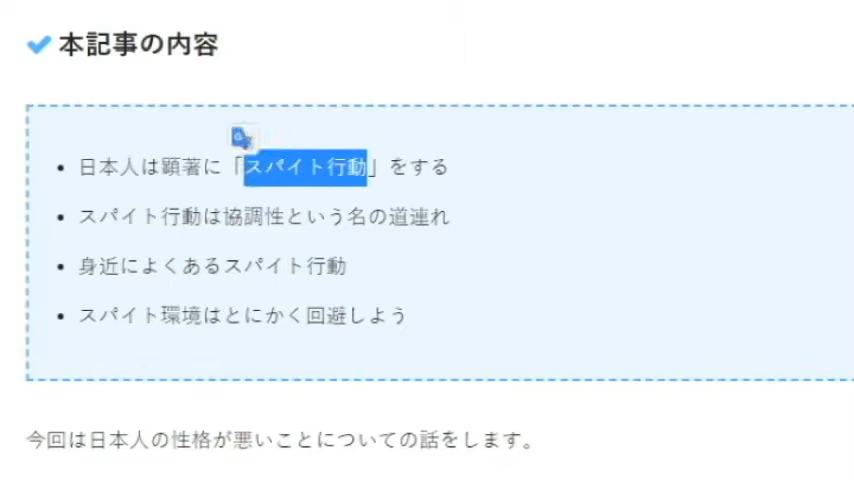 本記事の内容
日本人は顕著に「スパイト行動」をする
スパイト行動は協調性という名の道連れ
身近によくあるスパイト行動
スパイト環境はとにかく回避しよう
今回は日本人の性格が悪いことについての話をします。